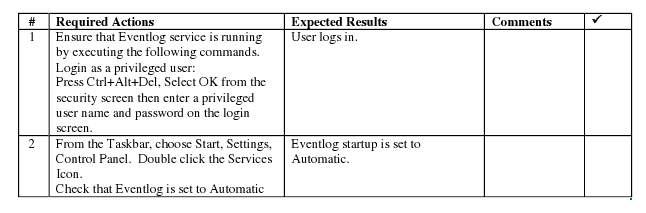 # Required Actions Expected Results Comments ✓
1 Ensure that Eventlog service is running User logs in.
by executing the following commands.
Login as a privileged user:
Press Ctrl+Alt+Del, Select OK from the
security screen then enter a privileged
user name and password on the login
screen.
2 From the Taskbar, choose Start, Settings, Eventlog startup is set to
Control Panel. Double click the Services Automatic.
Icon.
Check that Eventlog is set to Automatic